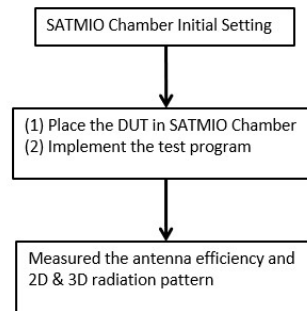 SATMIO Chamber Initial Setting
(1) Place the DUT in SATMIO Chamber
(2) Implement the test program
Measured the antenna efficiency and
2D & 3D radiation pattern